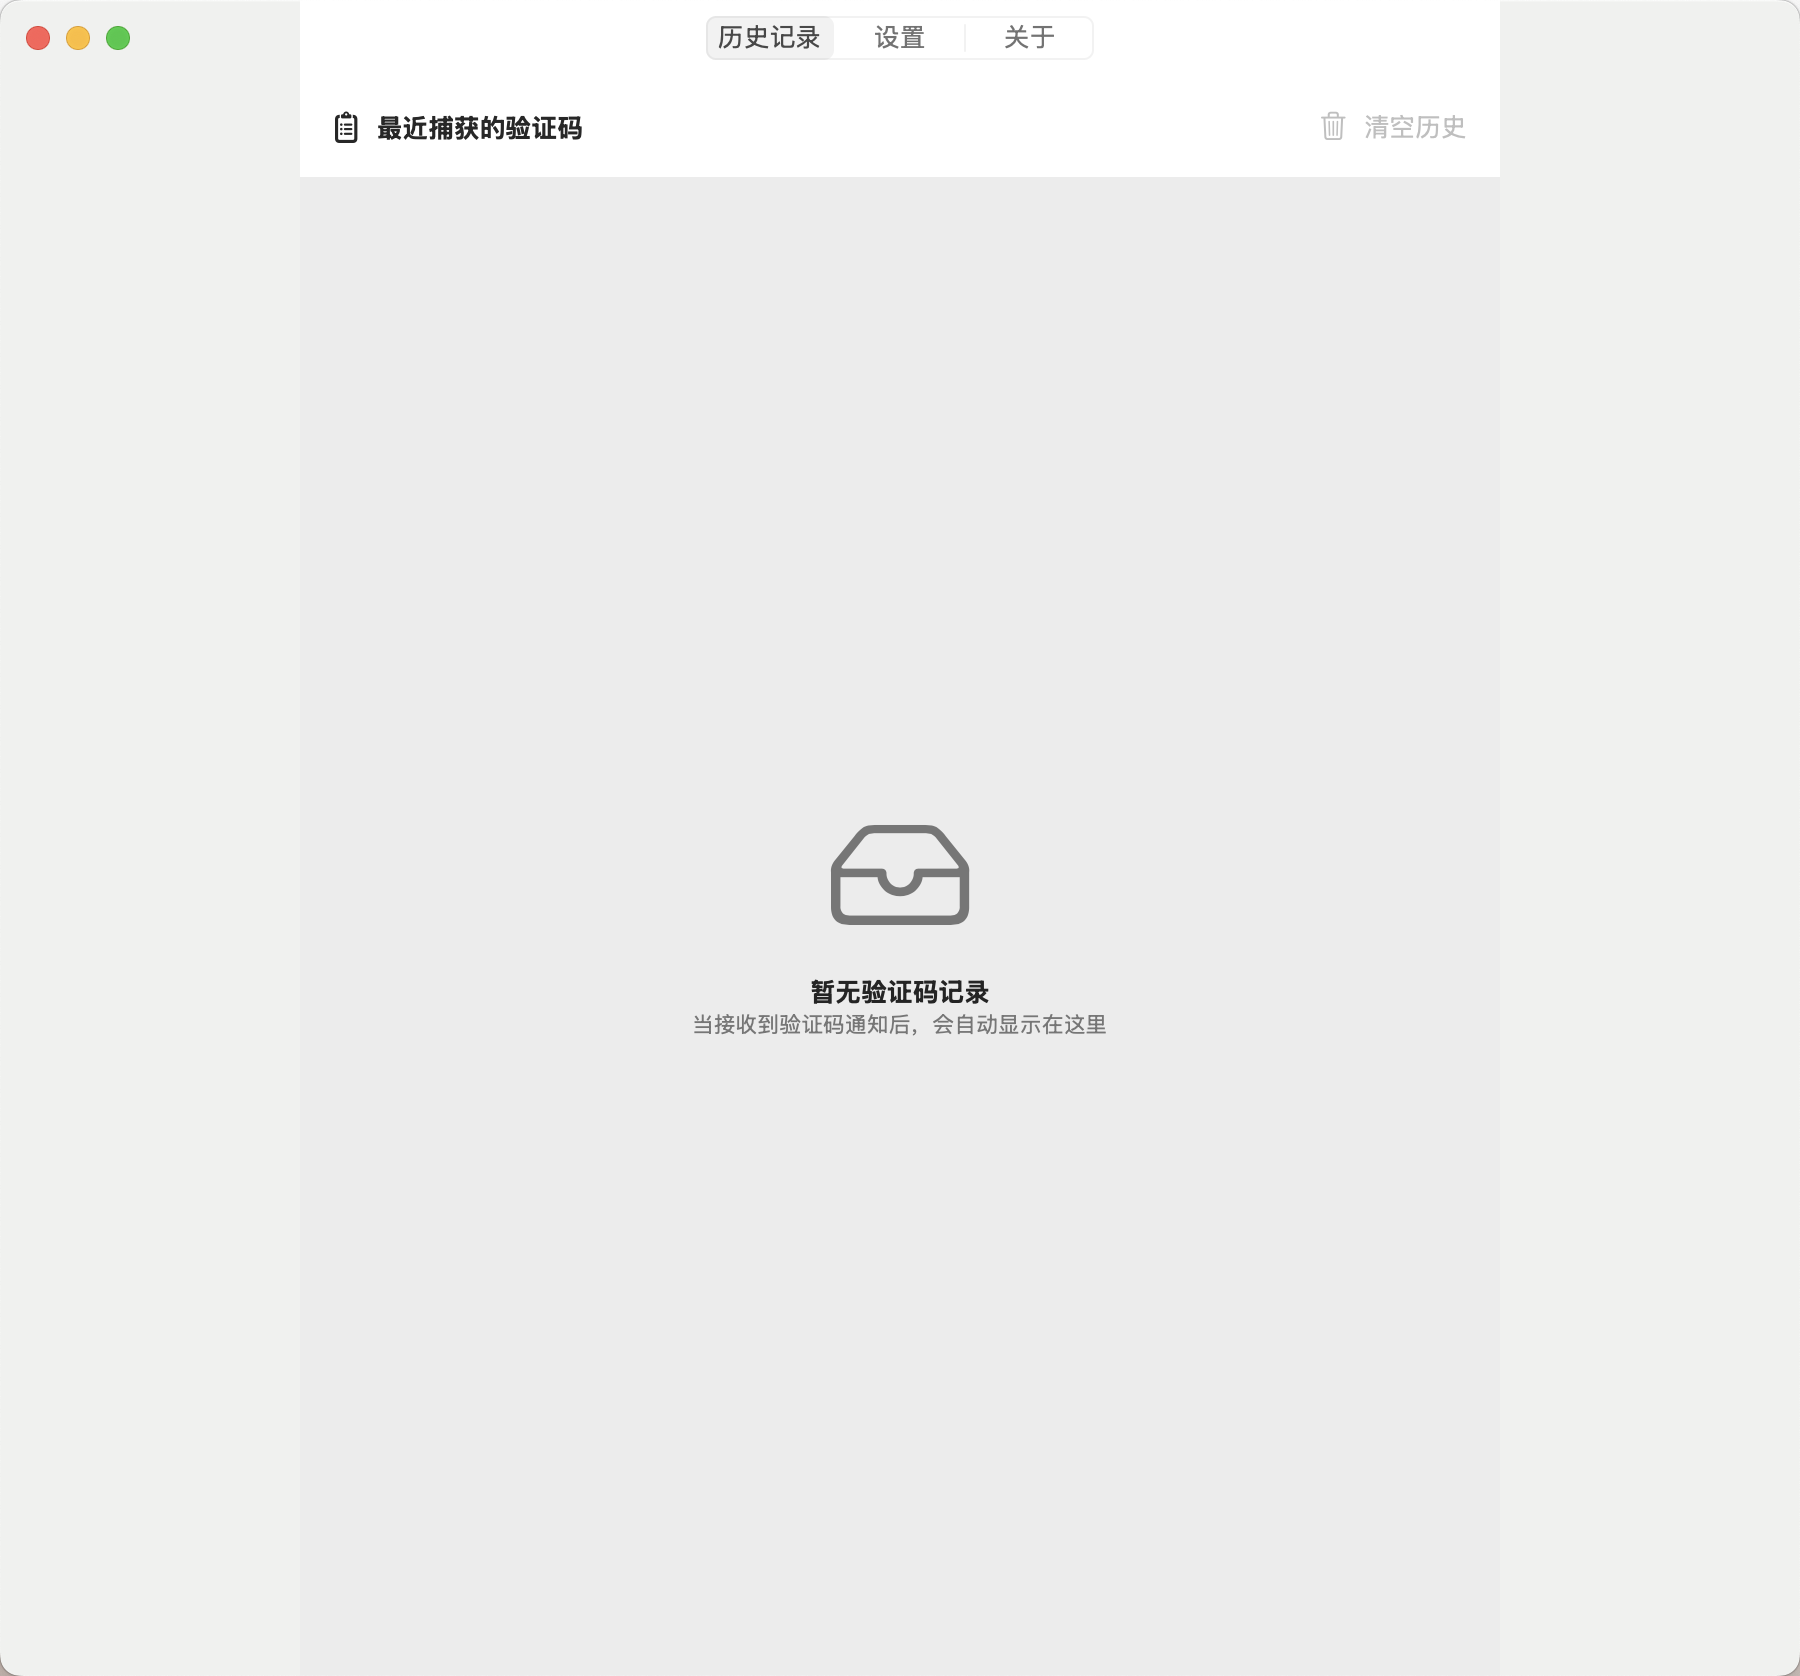 历史记录
设置
关于
最近捕获的验证码
清空历史
暂无验证码记录
当接收到验证码通知后，会自动显示在这里